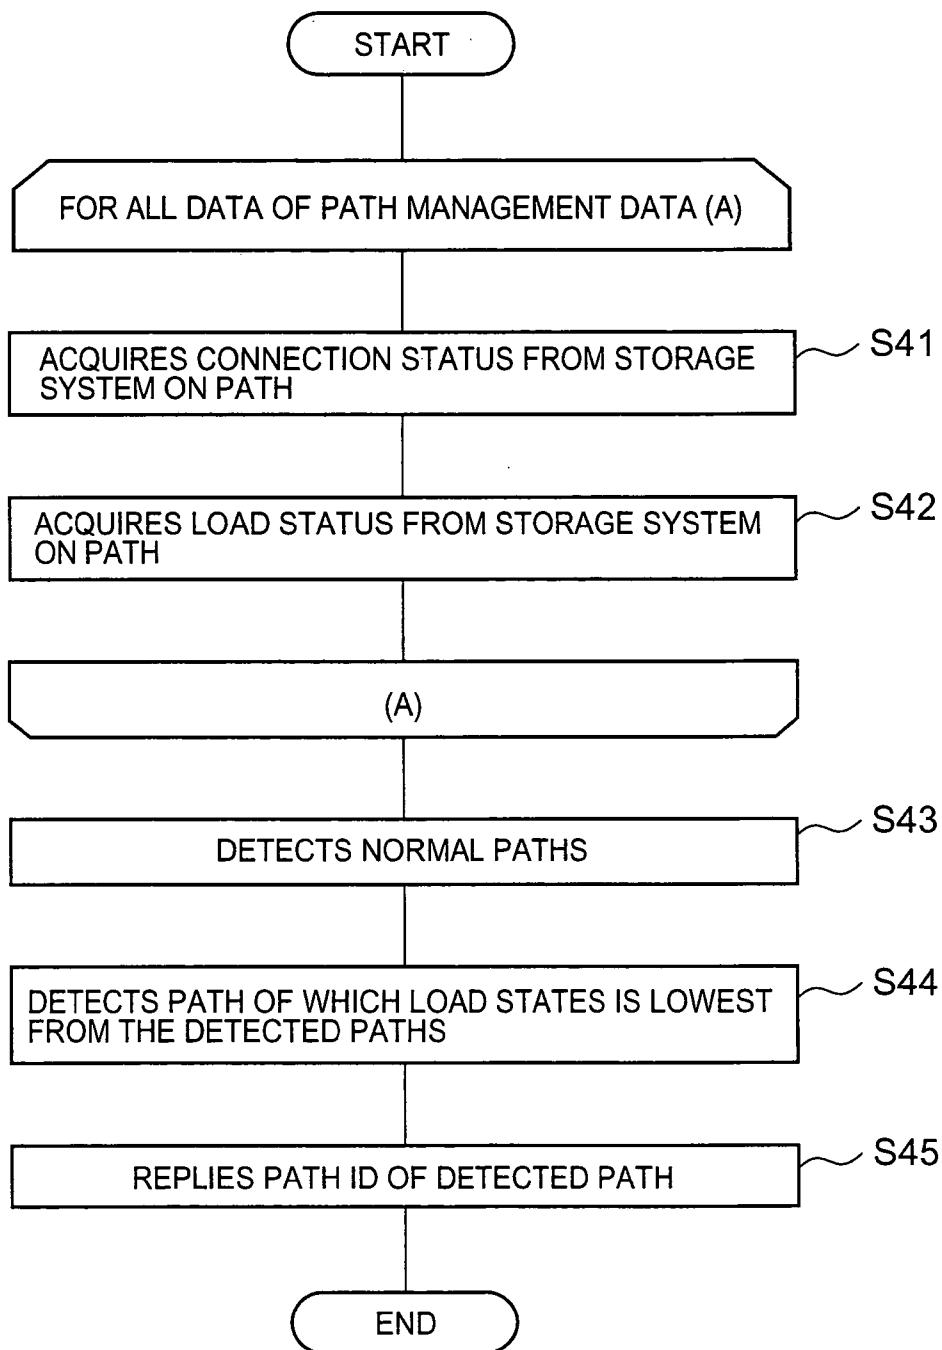 START
FOR ALL DATA OF PATH MANAGEMENT DATA (A)
ACQUIRES CONNECTION STATUS FROM STORAGE
SYSTEM ON PATH
S41
ACQUIRES LOAD STATUS FROM STORAGE SYSTEM
ON PATH
S42
(A)
DETECTS NORMAL PATHS
S43
DETECTS PATH OF WHICH LOAD STATES IS LOWEST
FROM THE DETECTED PATHS
S44
REPLIES PATH ID OF DETECTED PATH
S45
END